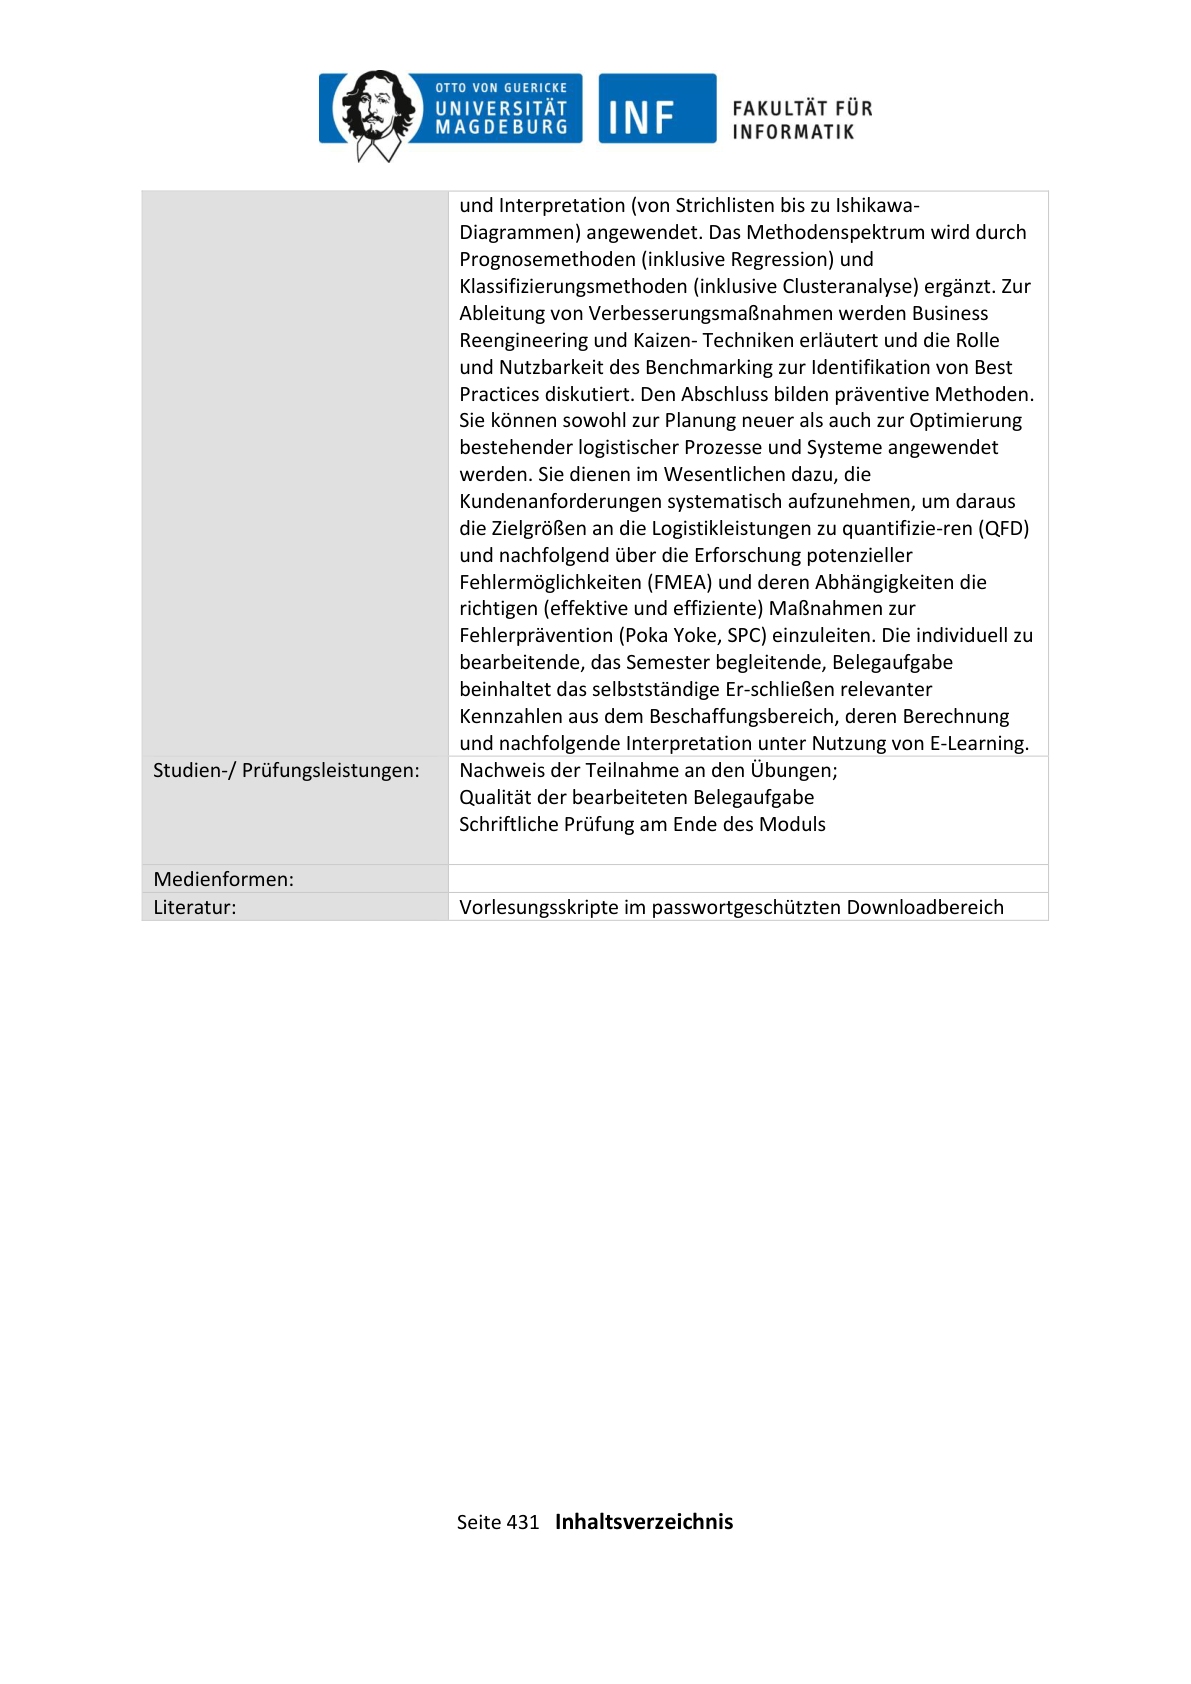 OTTO VON GUERICKE
UNIVERSITÄT
MAGDEBURG
INF
FAKULTÄT FÜR
INFORMATIK
und Interpretation (von Strichlisten bis zu Ishikawa-
Diagrammen) angewendet. Das Methodenspektrum wird durch
Prognosemethoden (inklusive Regression) und
Klassifizierungsmethoden (inklusive Clusteranalyse) ergänzt. Zur
Ableitung von Verbesserungsmaßnahmen werden Business
Reengineering und Kaizen- Techniken erläutert und die Rolle
und Nutzbarkeit des Benchmarking zur Identifikation von Best
Practices diskutiert. Den Abschluss bilden präventive Methoden.
Sie können sowohl zur Planung neuer als auch zur Optimierung
bestehender logistischer Prozesse und Systeme angewendet
werden. Sie dienen im Wesentlichen dazu, die
Kundenanforderungen systematisch aufzunehmen, um daraus
die Zielgrößen an die Logistikleistungen zu quantifizie-ren (QFD)
und nachfolgend über die Erforschung potenzieller
Fehlermöglichkeiten (FMEA) und deren Abhängigkeiten die
richtigen (effektive und effiziente) Maßnahmen zur
Fehlerprävention (Poka Yoke, SPC) einzuleiten. Die individuell zu
bearbeitende, das Semester begleitende, Belegaufgabe
beinhaltet das selbstständige Er-schließen relevanter
Kennzahlen aus dem Beschaffungsbereich, deren Berechnung
und nachfolgende Interpretation unter Nutzung von E-Learning.
Studien-/ Prüfungsleistungen:
Nachweis der Teilnahme an den Übungen;
Qualität der bearbeiteten Belegaufgabe
Schriftliche Prüfung am Ende des Moduls
Medienformen:
Literatur:
Vorlesungsskripte im passwortgeschützten Downloadbereich
Seite 431 Inhaltsverzeichnis